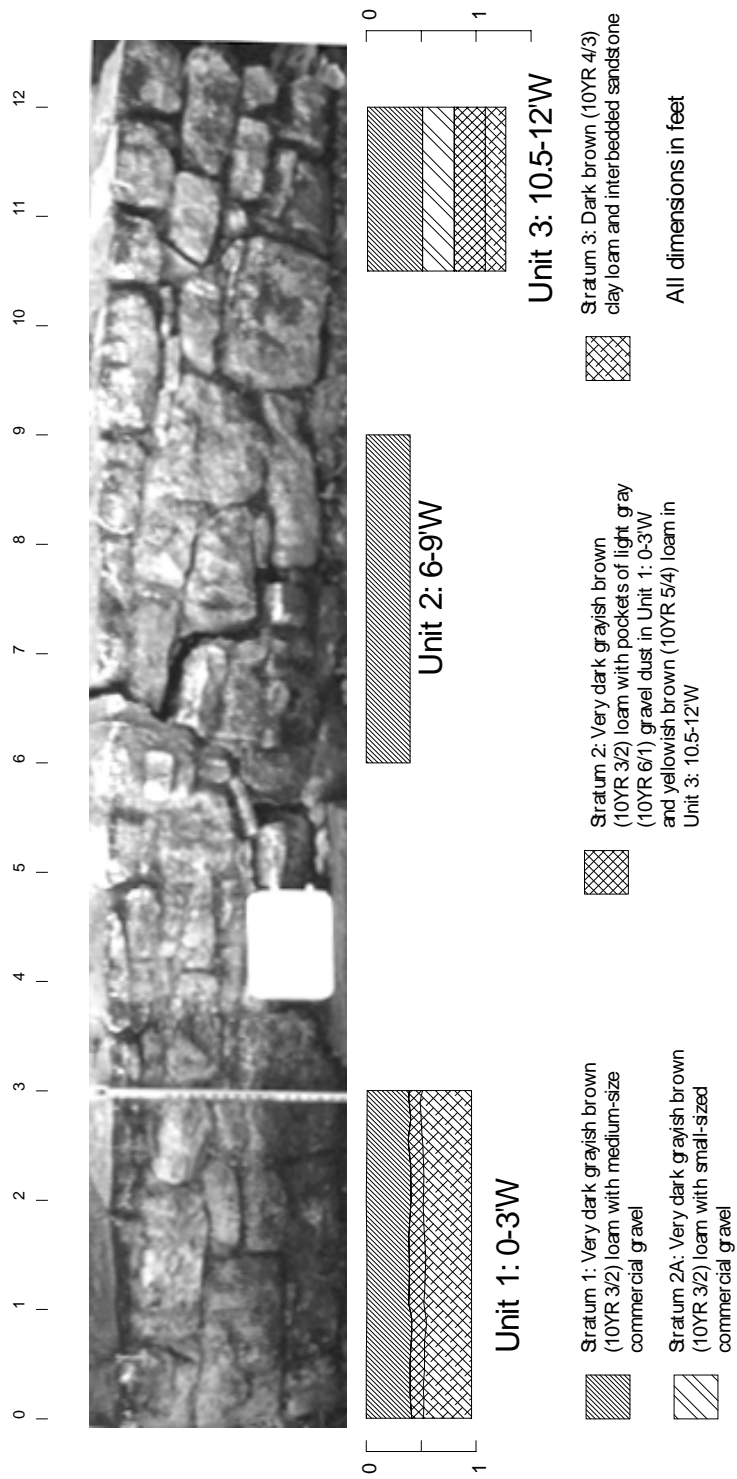 0 1 2 3 4 5 6 7 8 9 10 11 12
0
1
0
1
Unit 1: 0-3'W
Unit 2: 6-9'W
Unit 3: 10.5-12'W
Stratum 1: Very dark grayish brown
(10YR 3/2) loam with medium-size
commercial gravel
Stratum 2A: Very dark grayish brown
(10YR 3/2) loam with small-sized
commercial gravel
Stratum 2: Very dark grayish brown
(10YR 3/2) loam with pockets of light gray
(10YR 6/1) gravel dust in Unit 1: 0-3'W
and yellowish brown (10YR 5/4) loam in
Unit 3: 10.5-12'W
Stratum 3: Dark brown (10YR 4/3)
clay loam and interbedded sandstone
All dimensions in feet